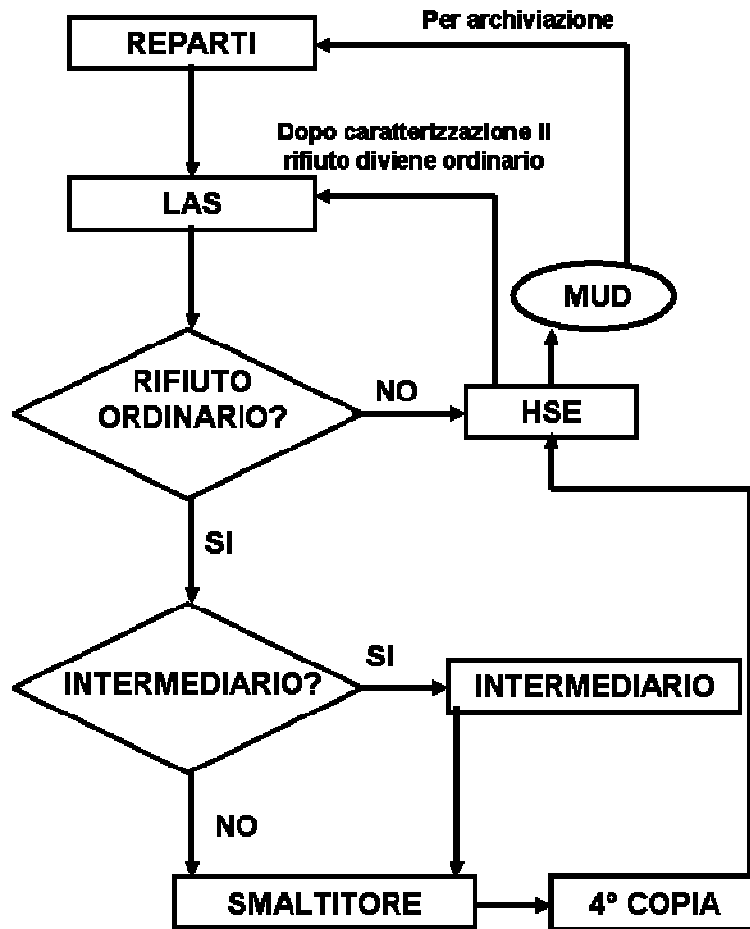 Per archiviazione
REPARTI
Dopo caratterizzazione il
rifiuto diviene ordinario
LAS
MUD
RIFIUTO
ORDINARIO?
NO
HSE
SI
INTERMEDIARIO?
SI
INTERMEDIARIO
NO
SMALTITORE
4° COPIA